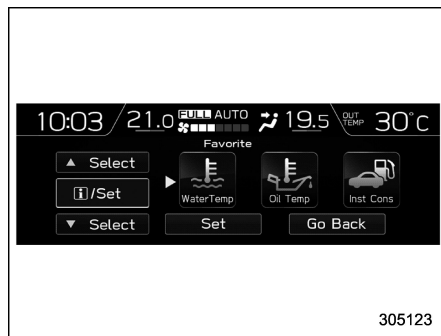 10:03 21.0 FULL AUTO 19.5 OUT TEMP 30°C
Favorite
▲ Select
i/Set
▼ Select
WaterTemp Oil Temp Inst Cons
Set Go Back
305123